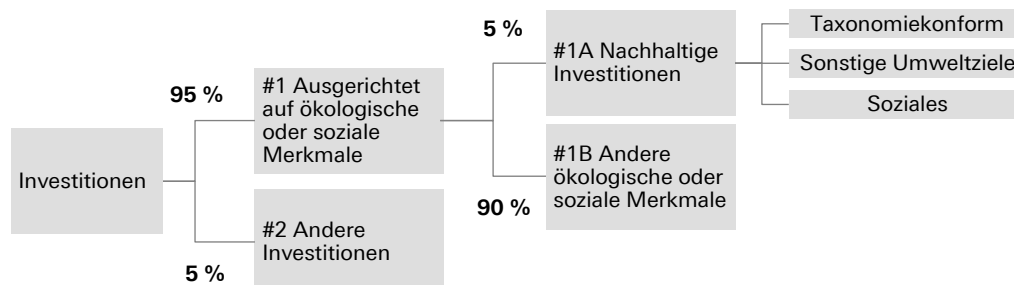 Investitionen
95 %
#1 Ausgerichtet
auf ökologische
oder soziale
Merkmale
5 %
#2 Andere
Investitionen
5 %
#1A Nachhaltige
Investitionen
90 %
#1B Andere
ökologische oder
soziale Merkmale
Taxonomiekonform
Sonstige Umweltziele
Soziales